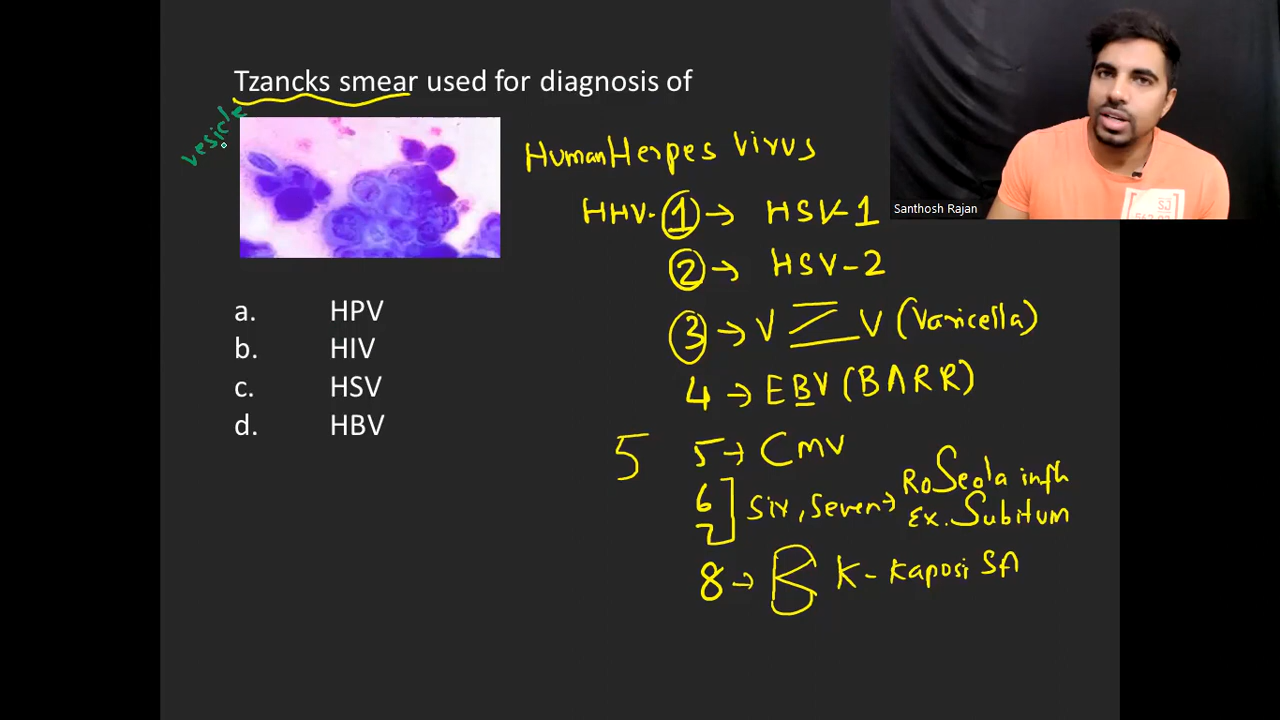 Tzancks smear used for diagnosis of
vesicle
HumanHerpes Virus
HHV. 1 → HSV-1
2 → HSV-2
3 → VZV (Varicella)
4 → EBV (BARR)
5 5 → CMV
6
7 ] Six, Seven → Roseola infn
Ex. Subitum
8 → K - Kaposi SA
a. HPV
b. HIV
c. HSV
d. HBV
Santhosh Rajan
SJ